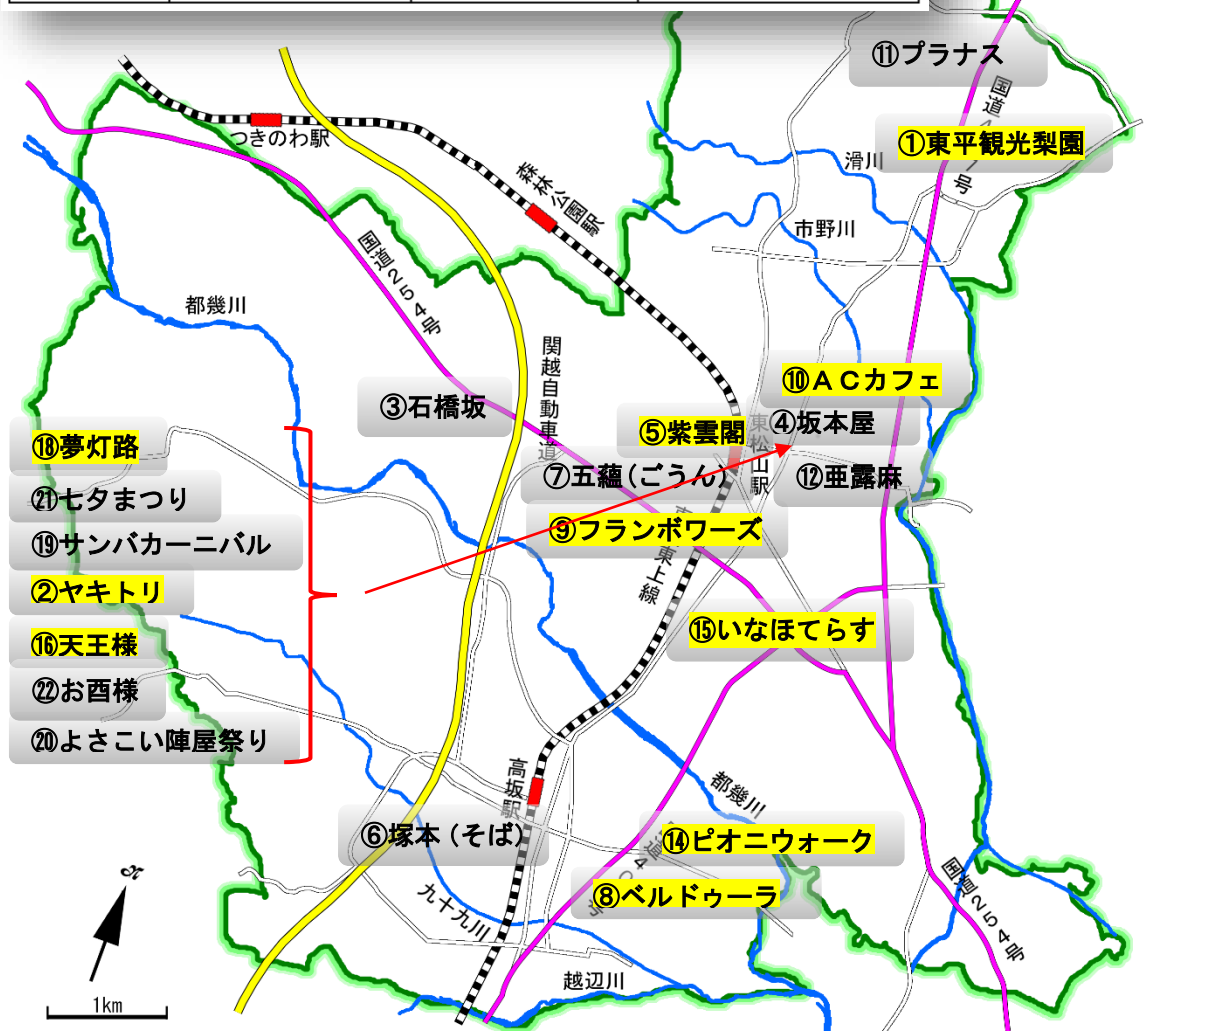 ⑪プラナス
国道
号
①東平観光梨園
つきのわ駅
森林公園駅
滑川
市野川
国道254号
都幾川
関越自動車道
⑩ACカフェ
③石橋坂
⑤紫雲閣
④坂本屋
東松山駅
⑱夢灯路
⑦五蘊(ごうん)
⑫亜露麻
㉑七夕まつり
⑨フランボワーズ
⑲サンバカーニバル
東上線
②ヤキトリ
⑮いなほてらす
⑯天王様
㉒お酉様
⑳よさこい陣屋祭り
高坂駅
都幾川
⑥塚本(そば)
⑭ピオニウォーク
⑧ベルドゥーラ
国道254号
九十九川
越辺川
1km